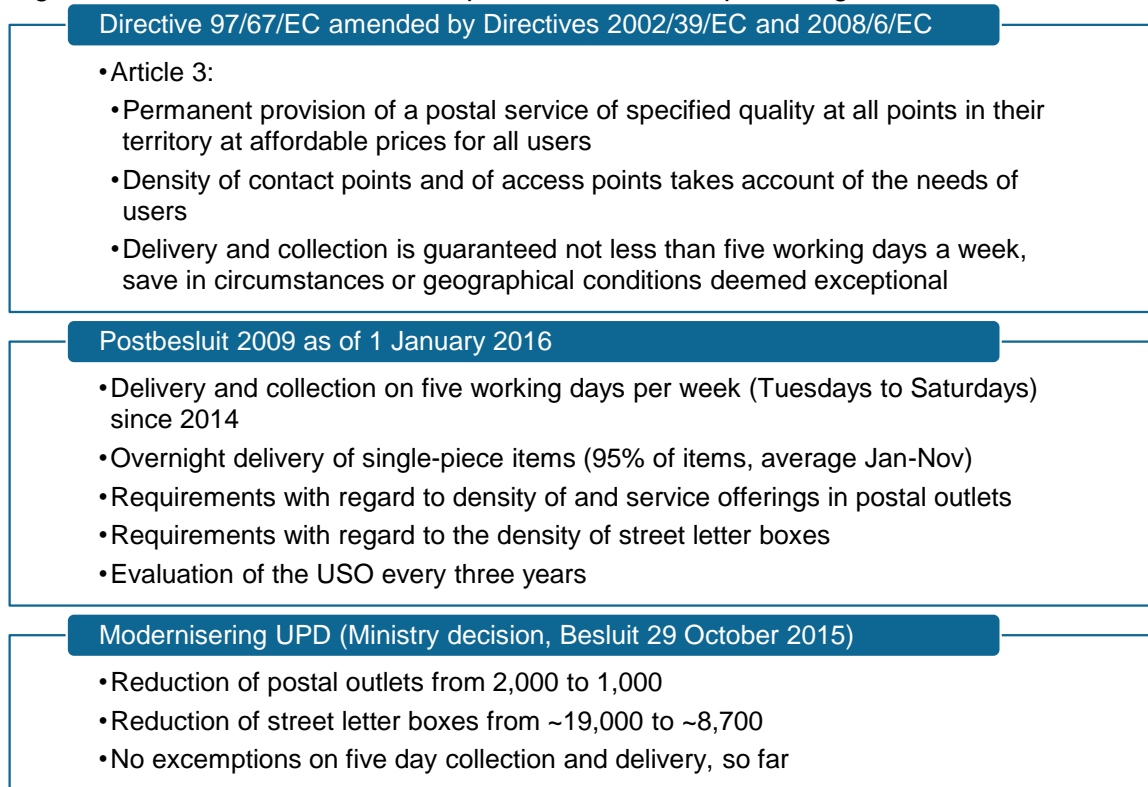 Directive 97/67/EC amended by Directives 2002/39/EC and 2008/6/EC
•Article 3:
•Permanent provision of a postal service of specified quality at all points in their
territory at affordable prices for all users
•Density of contact points and of access points takes account of the needs of
users
•Delivery and collection is guaranteed not less than five working days a week,
save in circumstances or geographical conditions deemed exceptional
Postbesluit 2009 as of 1 January 2016
•Delivery and collection on five working days per week (Tuesdays to Saturdays)
since 2014
•Overnight delivery of single-piece items (95% of items, average Jan-Nov)
•Requirements with regard to density of and service offerings in postal outlets
•Requirements with regard to the density of street letter boxes
•Evaluation of the USO every three years
Modernisering UPD (Ministry decision, Besluit 29 October 2015)
•Reduction of postal outlets from 2,000 to 1,000
•Reduction of street letter boxes from ~19,000 to ~8,700
•No excemptions on five day collection and delivery, so far